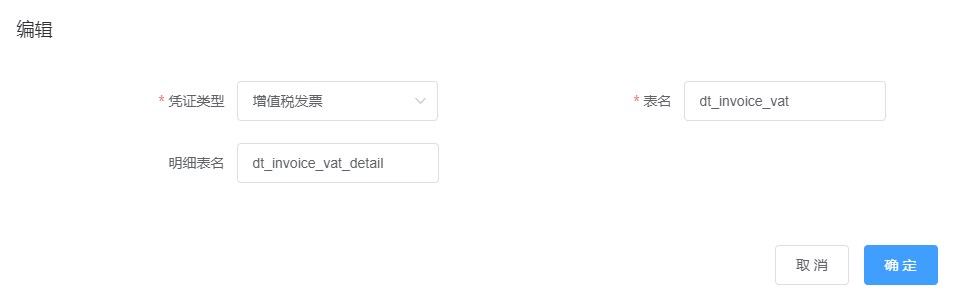 编辑
* 凭证类型 增值税发票 * 表名 dt_invoice_vat
明细表名 dt_invoice_vat_detail
取 消 确 定